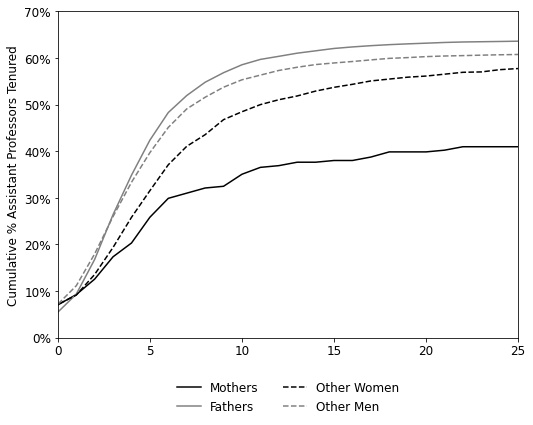 Cumulative % Assistant Professors Tenured
70%
60%
50%
40%
30%
20%
10%
0%
0 5 10 15 20 25
Mothers Other Women
Fathers Other Men